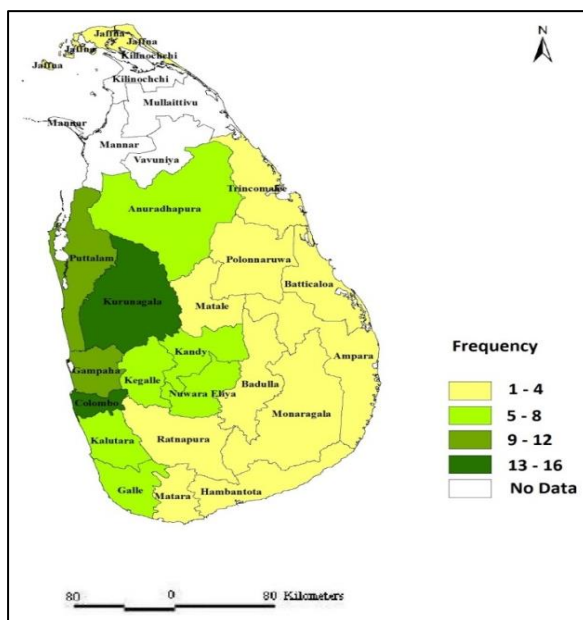 N
Jaffna
Jaffna
Jaffna
Kilinochchi
Jaffna
Kilinochchi
Mullaittivu
Mannar
Mannar
Vavuniya
Trincomalee
Anuradhapura
Puttalam
Polonnaruwa
Batticaloa
Kurunagala
Matale
Ampara
Kandy
Gampaha
Kegalle
Badulla
Nuwara Eliya
Colombo
Monaragala
Kalutara
Ratnapura
Galle
Matara
Hambantota
Frequency
1 - 4
5 - 8
9 - 12
13 - 16
No Data
80 0 80 Kilometers